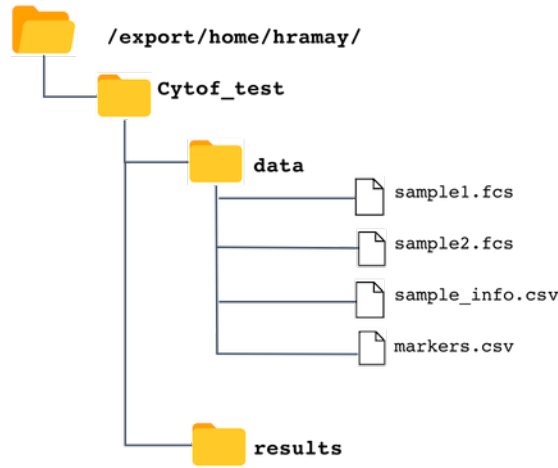 /export/home/hramay/
Cytof_test
data
sample1.fcs
sample2.fcs
sample_info.csv
markers.csv
results